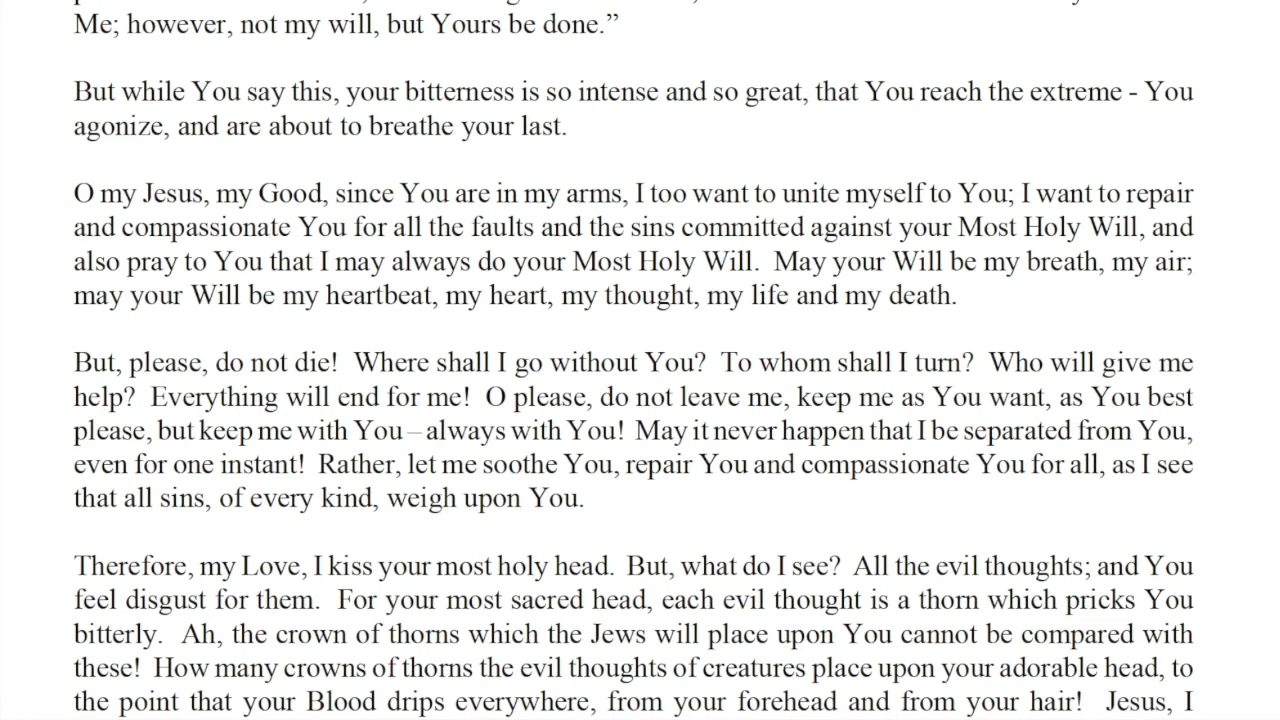 Me; however, not my will, but Yours be done.”
But while You say this, your bitterness is so intense and so great, that You reach the extreme - You
agonize, and are about to breathe your last.
O my Jesus, my Good, since You are in my arms, I too want to unite myself to You; I want to repair
and compassionate You for all the faults and the sins committed against your Most Holy Will, and
also pray to You that I may always do your Most Holy Will.  May your Will be my breath, my air;
may your Will be my heartbeat, my heart, my thought, my life and my death.
But, please, do not die!  Where shall I go without You?  To whom shall I turn?  Who will give me
help?  Everything will end for me!  O please, do not leave me, keep me as You want, as You best
please, but keep me with You – always with You!  May it never happen that I be separated from You,
even for one instant!  Rather, let me soothe You, repair You and compassionate You for all, as I see
that all sins, of every kind, weigh upon You.
Therefore, my Love, I kiss your most holy head.  But, what do I see?  All the evil thoughts; and You
feel disgust for them.  For your most sacred head, each evil thought is a thorn which pricks You
bitterly.  Ah, the crown of thorns which the Jews will place upon You cannot be compared with
these!  How many crowns of thorns the evil thoughts of creatures place upon your adorable head, to
the point that your Blood drips everywhere, from your forehead and from your hair!  Jesus, I